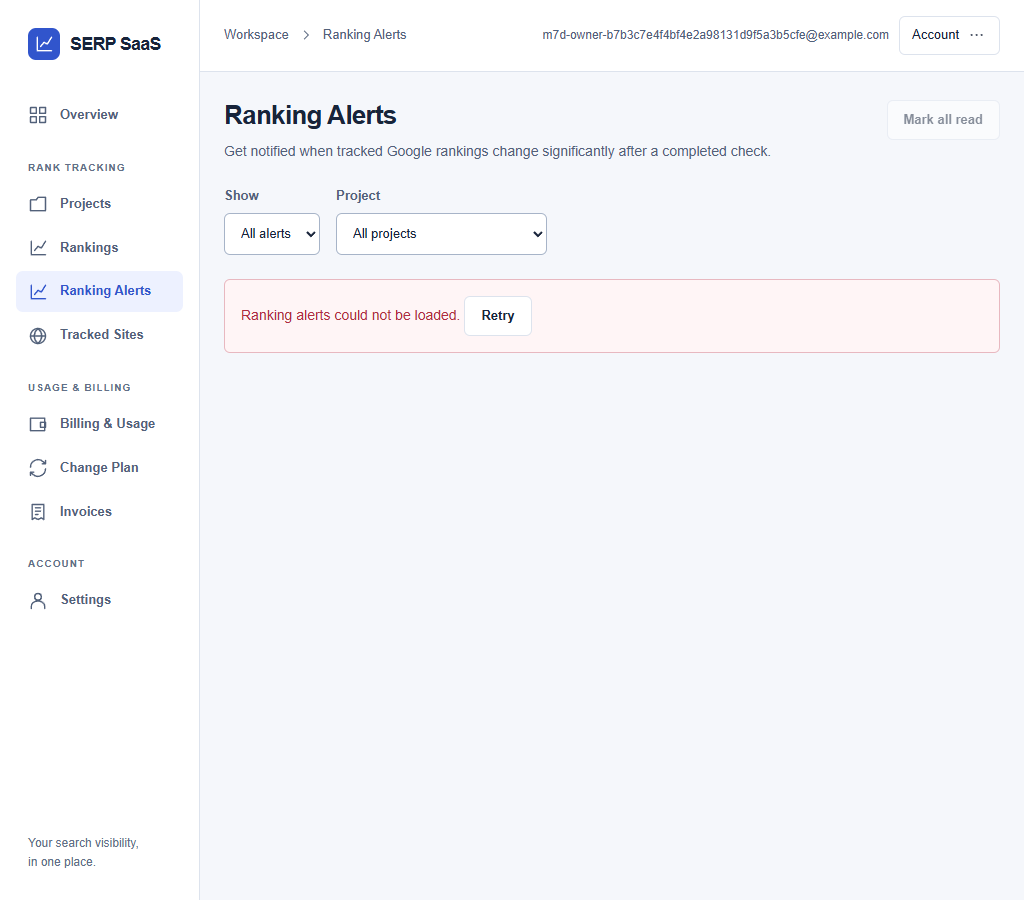 SERP SaaS
Workspace > Ranking Alerts
m7d-owner-b7b3c7e4f4bf4e2a98131d9f5a3b5cfe@example.com
Account ···
Overview
RANK TRACKING
Projects
Rankings
Ranking Alerts
Tracked Sites
USAGE & BILLING
Billing & Usage
Change Plan
Invoices
ACCOUNT
Settings
Your search visibility,
in one place.
Ranking Alerts
Mark all read
Get notified when tracked Google rankings change significantly after a completed check.
Show
Project
All alerts
All projects
Ranking alerts could not be loaded. Retry